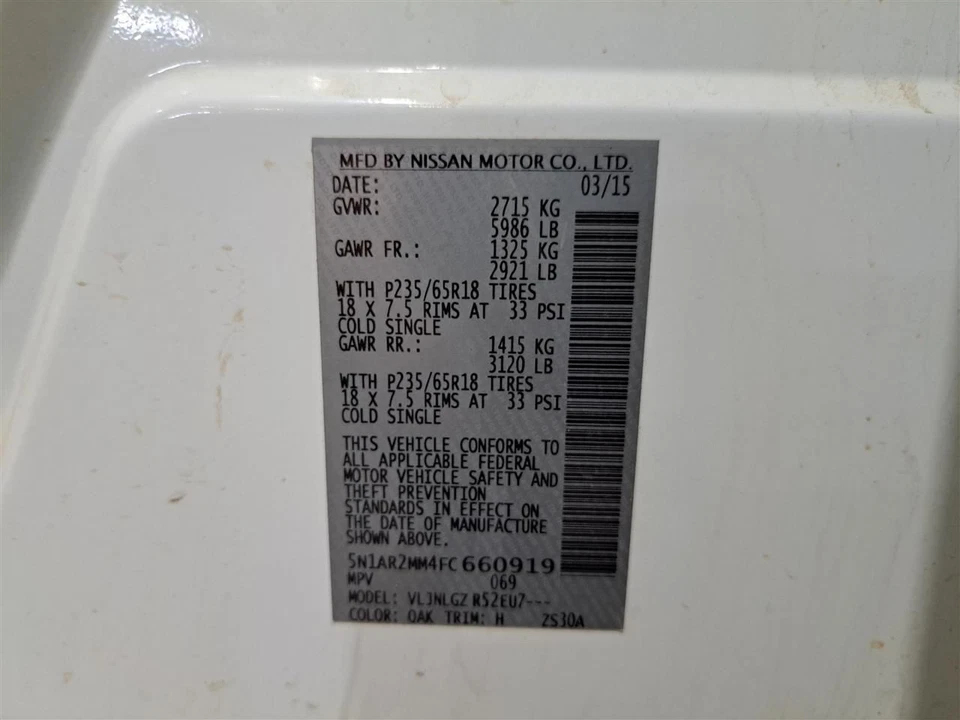 MFD BY NISSAN MOTOR CO., LTD.
DATE: 03/15
GVWR: 2715 KG
5986 LB
GAWR FR.: 1325 KG
2921 LB
WITH P235/65R18 TIRES
18 X 7.5 RIMS AT 33 PSI
COLD SINGLE
GAWR RR.: 1415 KG
3120 LB
WITH P235/65R18 TIRES
18 X 7.5 RIMS AT 33 PSI
COLD SINGLE
THIS VEHICLE CONFORMS TO
ALL APPLICABLE FEDERAL
MOTOR VEHICLE SAFETY AND
THEFT PREVENTION
STANDARDS IN EFFECT ON
THE DATE OF MANUFACTURE
SHOWN ABOVE.
5N1AR2MM4FC660919
MPV 069
MODEL: VL3NLGZ R52EU7---
COLOR: QAK TRIM: H 2S30A